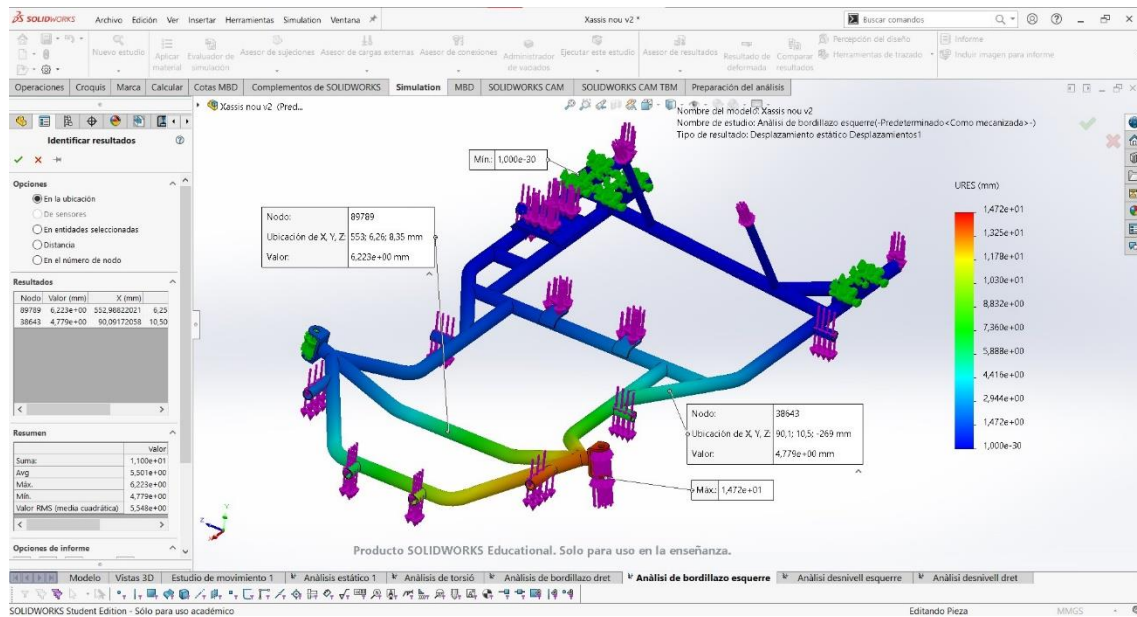 SOLIDWORKS Archivo Edición Ver Insertar Herramientas Simulation Ventana Xassis nou v2 * Buscar comandos
Nuevo estudio
Aplicar material
Evaluador de simulación
Asesor de sujeciones
Asesor de cargas externas
Asesor de conexiones
Administrador de vaciados
Ejecutar este estudio
Asesor de resultados
Resultado de deformada
Comparar resultados
Percepción del diseño
Herramientas de trazado
Informe
Incluir imagen para informe
Operaciones Croquis Marca Calcular Cotas MBD Complementos de SOLIDWORKS Simulation MBD SOLIDWORKS CAM SOLIDWORKS CAM TBM Preparación del análisis
Xassis nou v2 (Pred...
Nombre del modelo: Xassis nou v2
Nombre de estudio: Anàlisi de bordillazo esquerre(-Predeterminado<Como mecanizada>-)
Tipo de resultado: Desplazamiento estático Desplazamientos1
Identificar resultados
Opciones
En la ubicación
De sensores
En entidades seleccionadas
Distancia
En el número de nodo
Resultados
Nodo Valor (mm) X (mm)
89789 6,223e+00 552,98822021 6,25
38643 4,779e+00 90,09172058 10,50
Resumen
Valor
Suma: 1,100e+01
Avg 5,501e+00
Máx. 6,223e+00
Mín. 4,779e+00
Valor RMS (media cuadrática) 5,548e+00
Opciones de informe
Mín.: 1,000e-30
Nodo: 89789
Ubicación de X, Y, Z: 553; 6,26; 8,35 mm
Valor: 6,223e+00 mm
Nodo: 38643
Ubicación de X, Y, Z: 90,1; 10,5; -269 mm
Valor: 4,779e+00 mm
Máx.: 1,472e+01
URES (mm)
1,472e+01
1,325e+01
1,178e+01
1,030e+01
8,832e+00
7,360e+00
5,888e+00
4,416e+00
2,944e+00
1,472e+00
1,000e-30
Producto SOLIDWORKS Educational. Solo para uso en la enseñanza.
Modelo Vistas 3D Estudio de movimiento 1 Anàlisis estático 1 Anàlisis de torsió Anàlisis de bordillazo dret Anàlisi de bordillazo esquerre Anàlisi desnivell esquerre Anàlisi desnivell dret
SOLIDWORKS Student Edition - Sólo para uso académico Editando Pieza MMGS